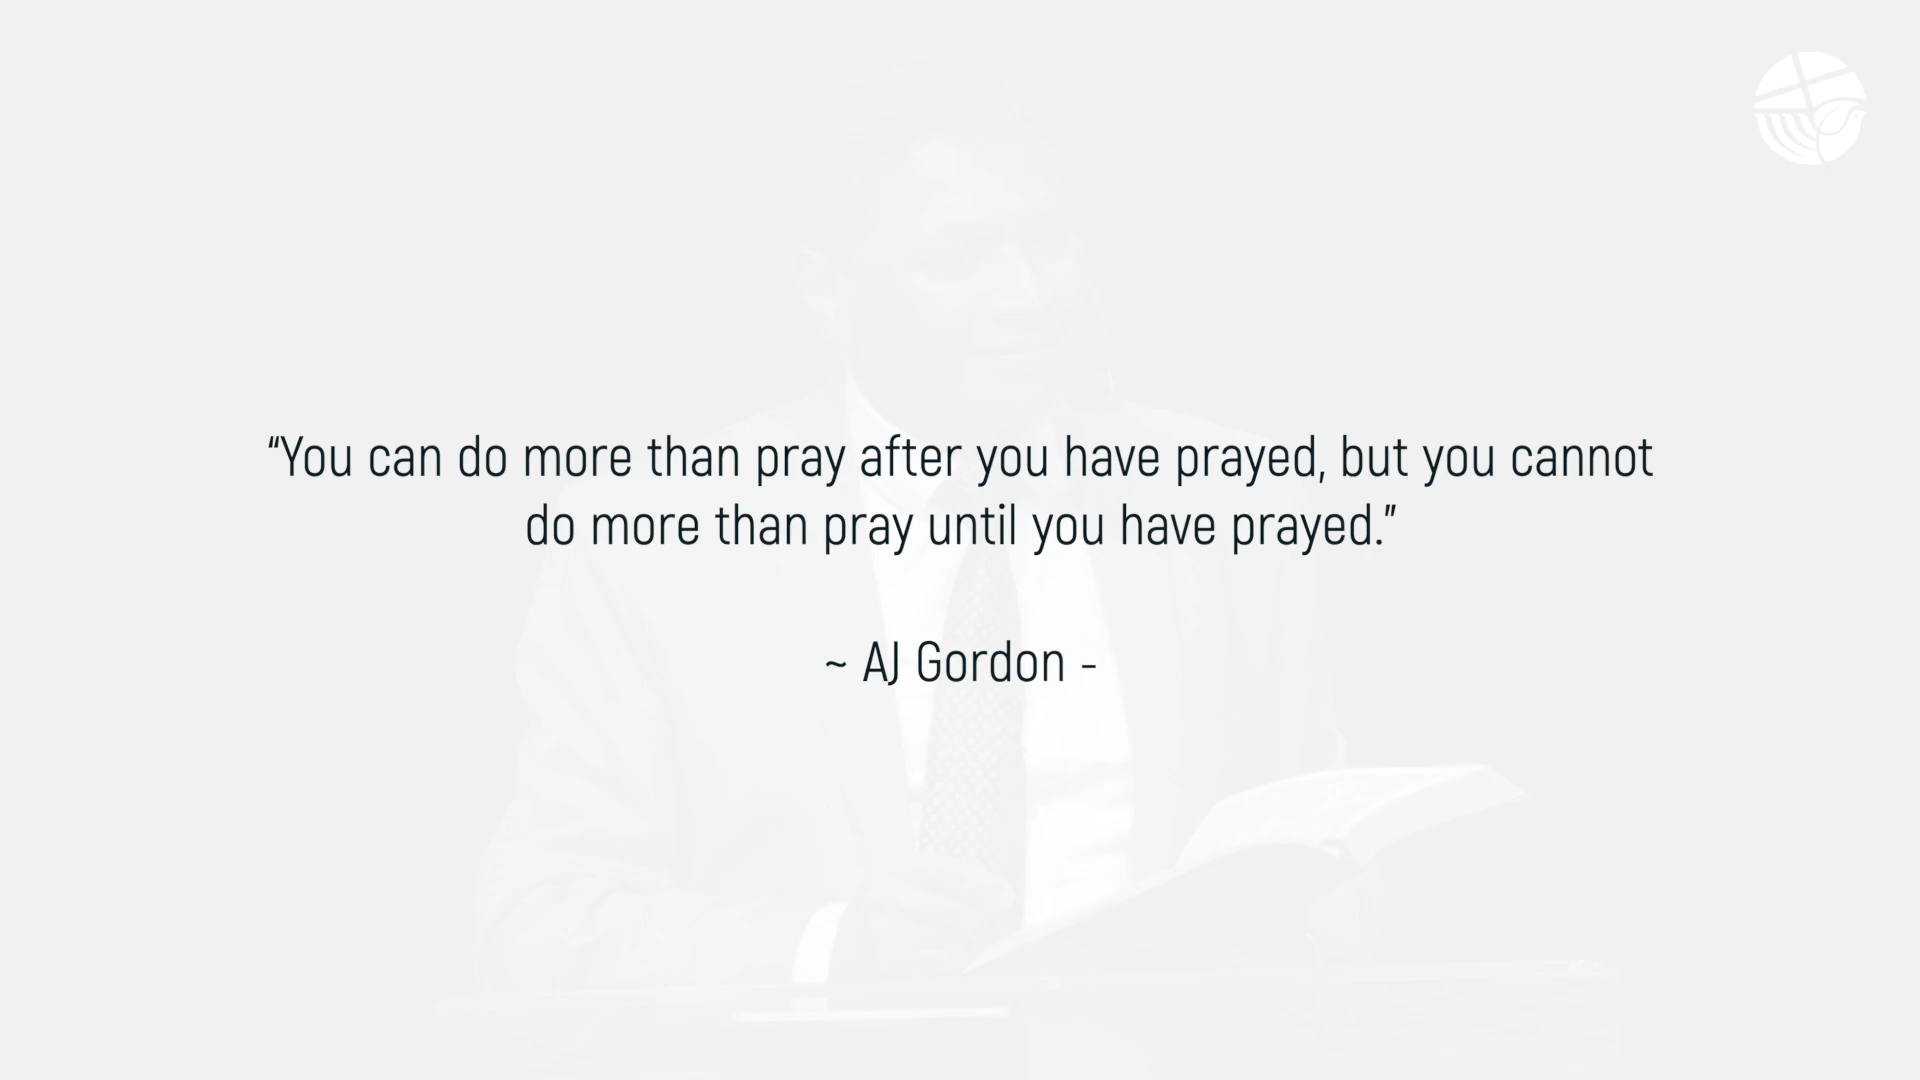 “You can do more than pray after you have prayed, but you cannot
do more than pray until you have prayed.”
~ AJ Gordon -